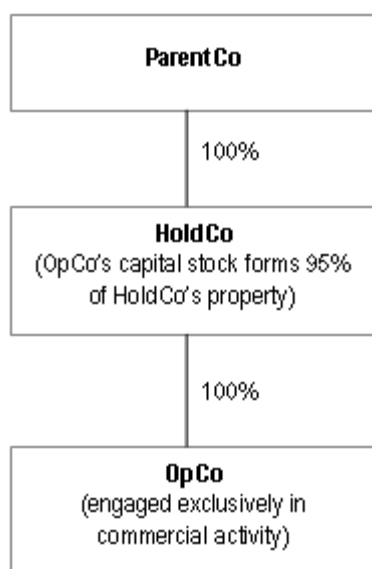 ParentCo
100%
HoldCo
(OpCo's capital stock forms 95%
of HoldCo's property)
100%
OpCo
(engaged exclusively in
commercial activity)